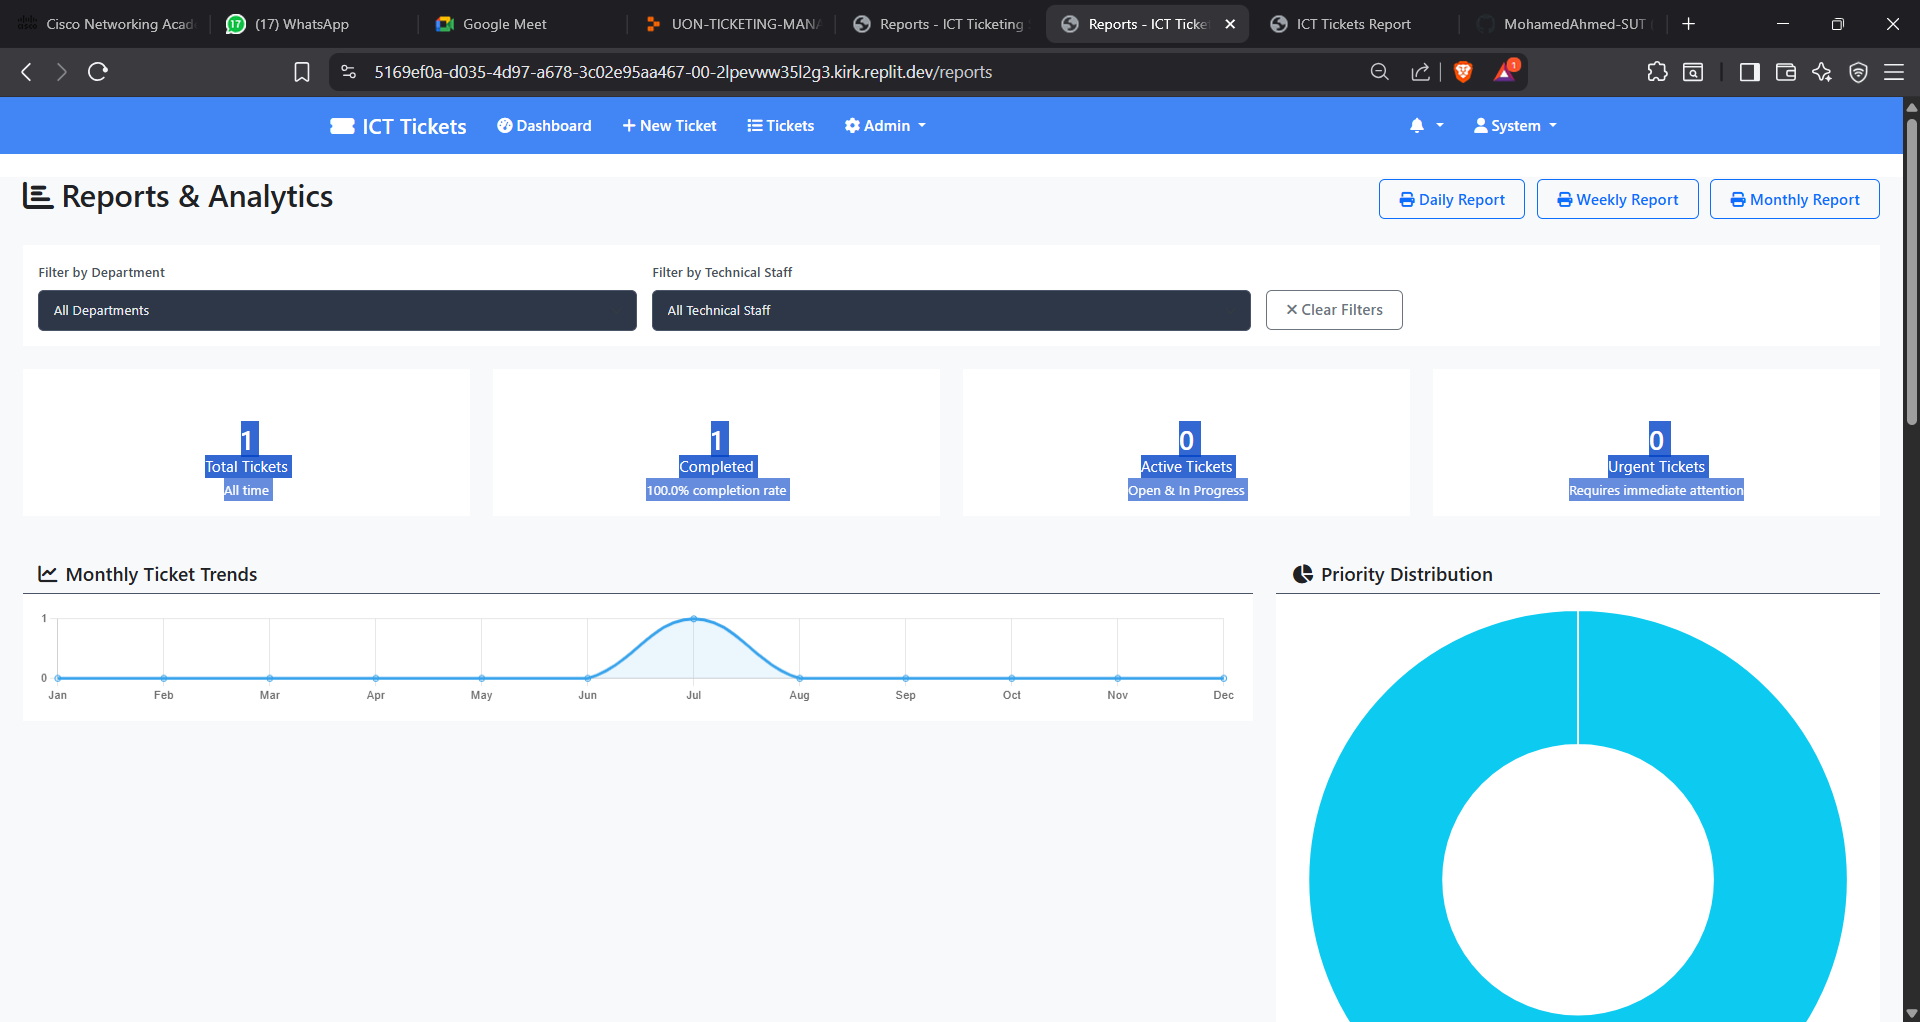 Cisco Networking Acad
(17) WhatsApp
Google Meet
UON-TICKETING-MANA
Reports - ICT Ticketing
Reports - ICT Ticke
ICT Tickets Report
MohamedAhmed-SUT
5169ef0a-d035-4d97-a678-3c02e95aa467-00-2lpevww35l2g3.kirk.replit.dev/reports
1
ICT Tickets
Dashboard
New Ticket
Tickets
Admin
System
Reports & Analytics
Daily Report
Weekly Report
Monthly Report
Filter by Department
Filter by Technical Staff
All Departments
All Technical Staff
Clear Filters
1
Total Tickets
All time
1
Completed
100.0% completion rate
0
Active Tickets
Open & In Progress
0
Urgent Tickets
Requires immediate attention
Monthly Ticket Trends
1
0
Jan Feb Mar Apr May Jun Jul Aug Sep Oct Nov Dec
Priority Distribution